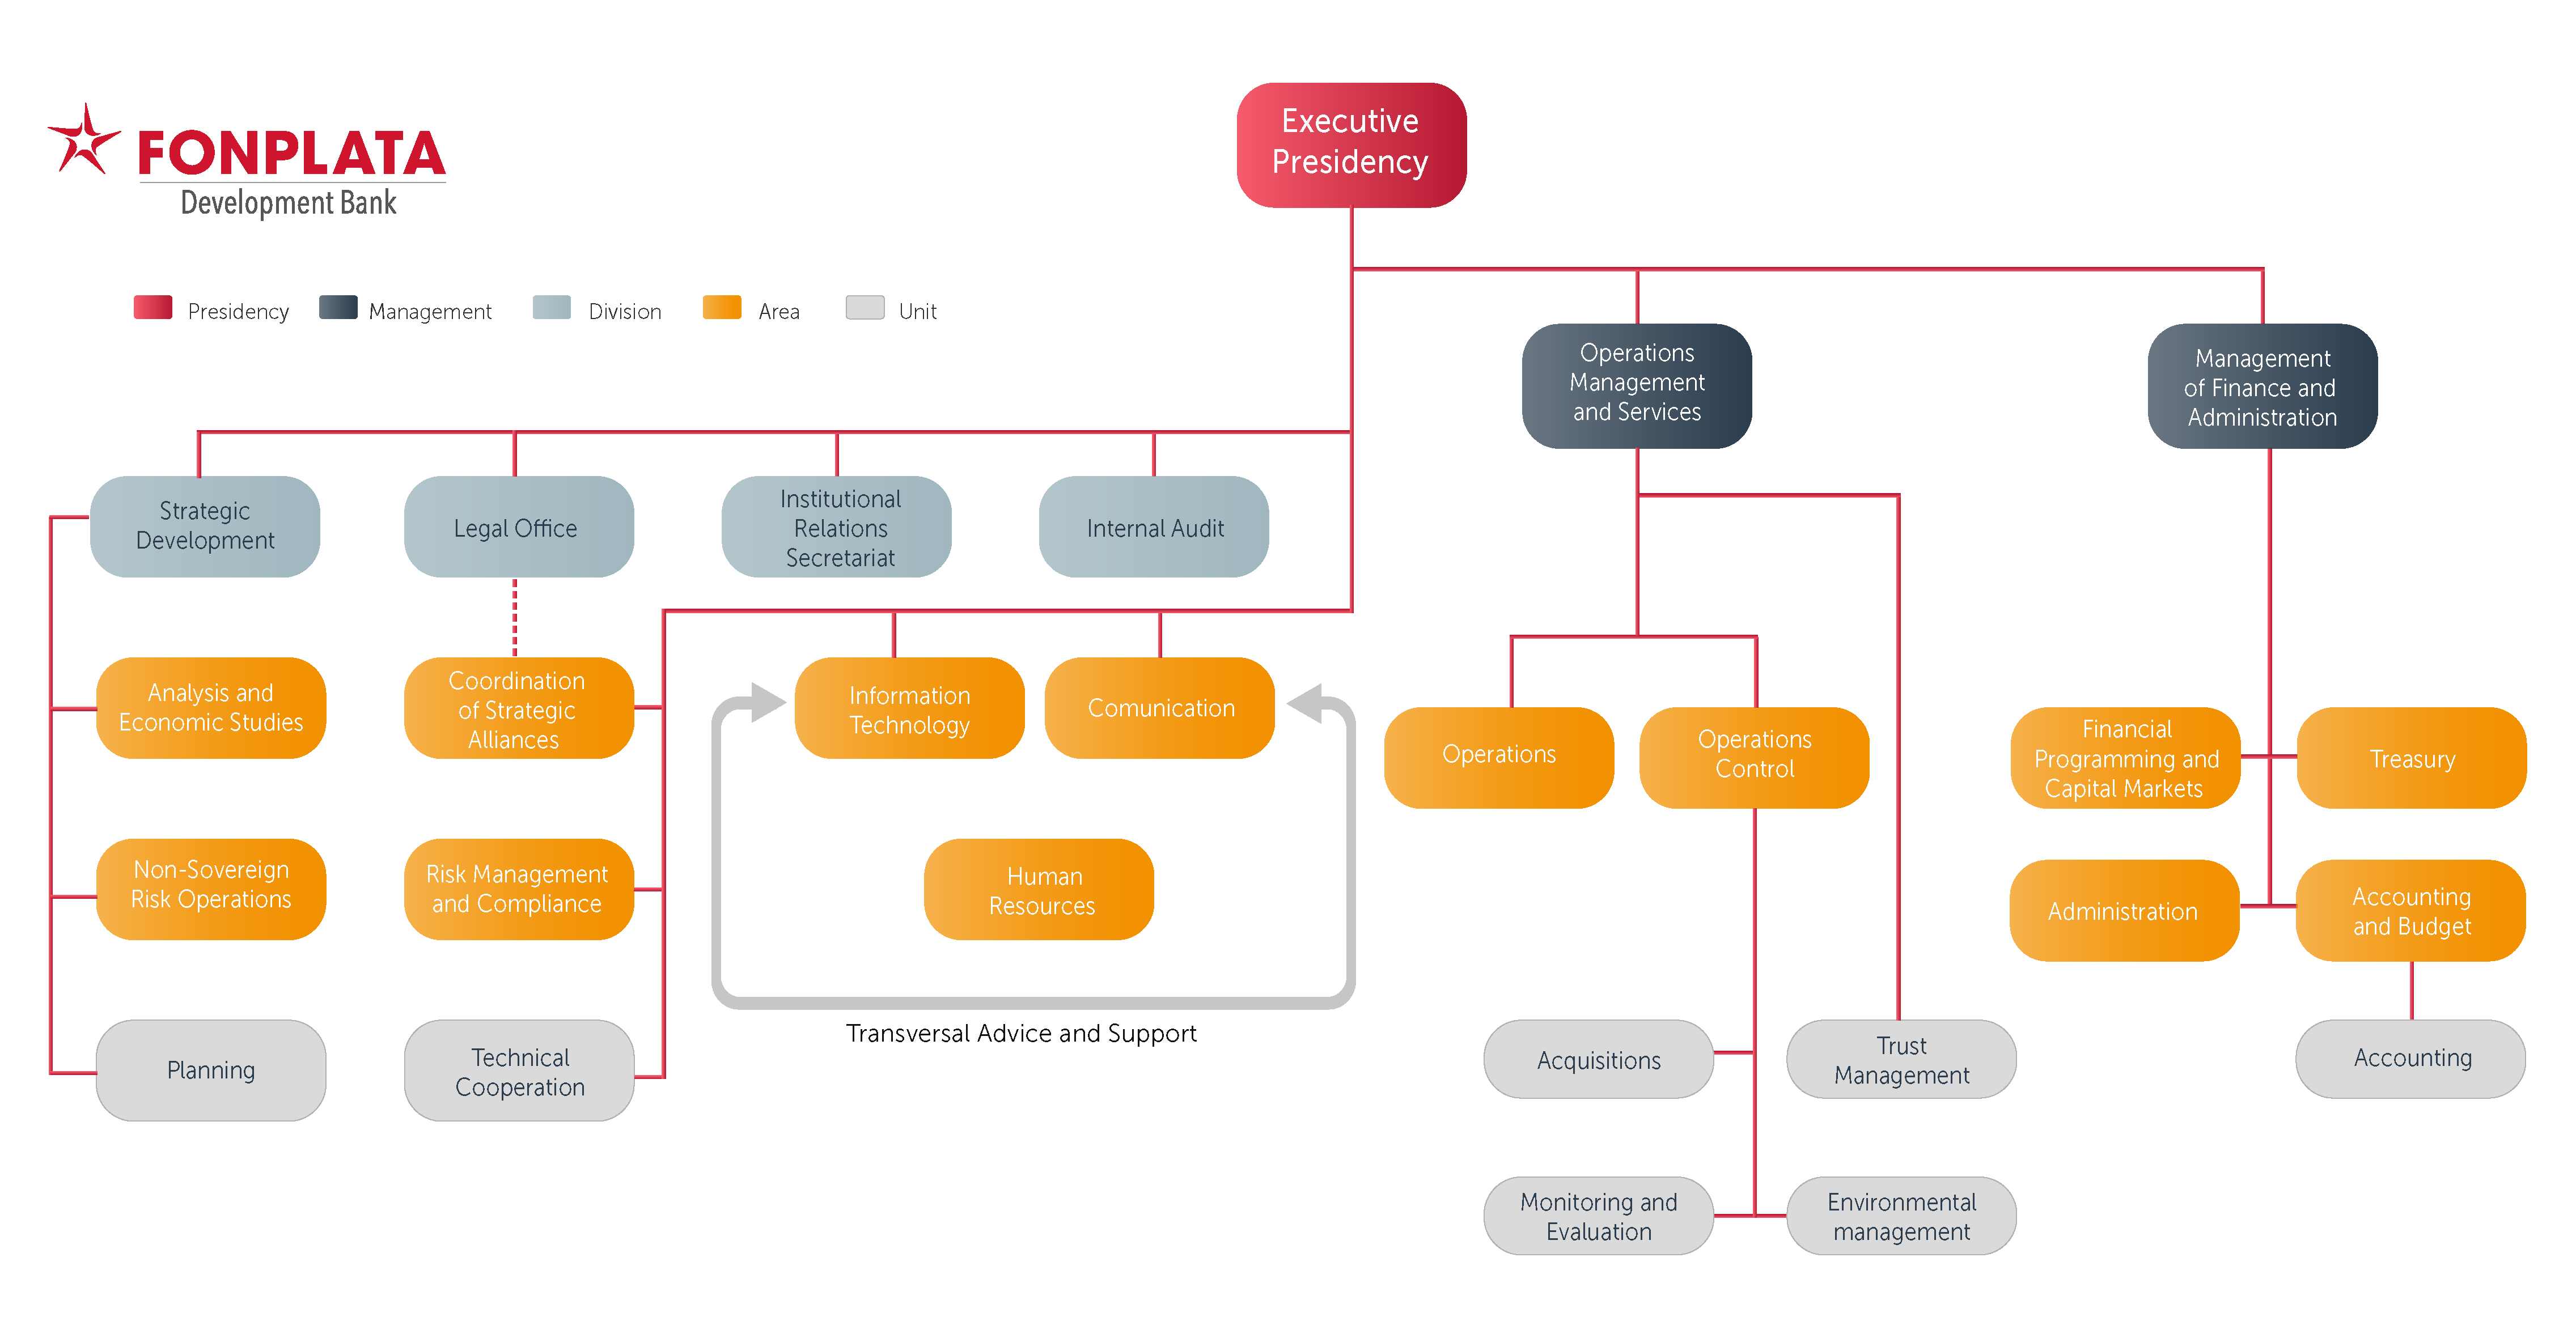 Executive
Presidency
FONPLATA
Development Bank
Presidency
Management
Division
Area
Unit
Operations
Management
and Services
Management
of Finance and
Administration
Strategic
Development
Legal Office
Institutional
Relations
Secretariat
Internal Audit
Analysis and
Economic Studies
Coordination
of Strategic
Alliances
Information
Technology
Comunication
Operations
Operations
Control
Financial
Programming and
Capital Markets
Treasury
Non-Sovereign
Risk Operations
Risk Management
and Compliance
Human
Resources
Administration
Accounting
and Budget
Transversal Advice and Support
Planning
Technical
Cooperation
Acquisitions
Trust
Management
Accounting
Monitoring and
Evaluation
Environmental
management